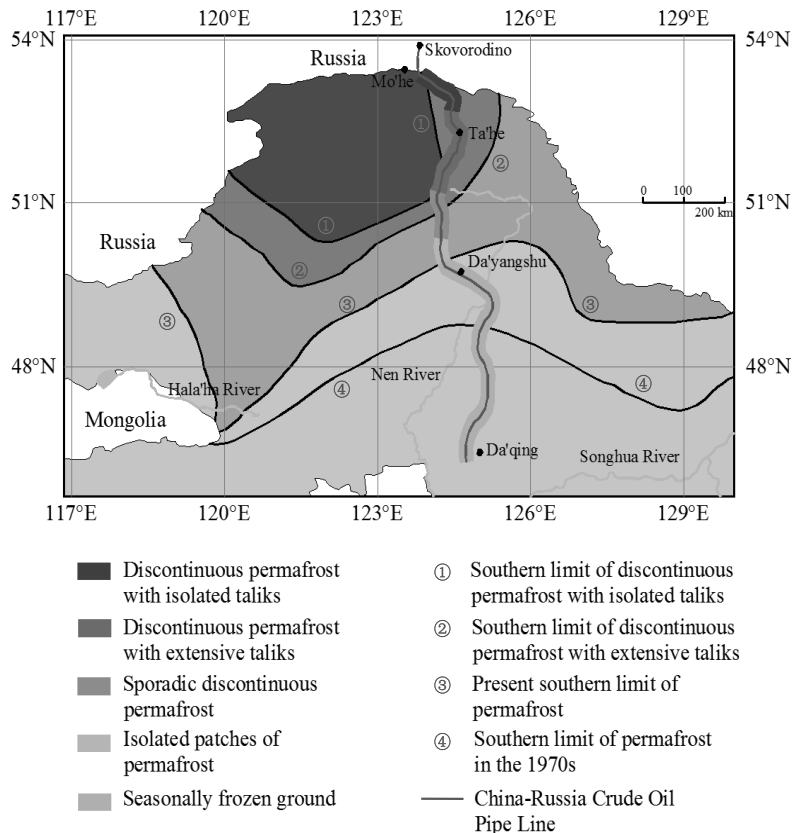 117°E 120°E 123°E 126°E 129°E
54°N 54°N
Skovorodino
Russia
Mo'he
①
Ta'he
②
51°N 51°N
0 100
200 km
①
Russia
②
Da'yangshu
③ ③ ③
48°N 48°N
Hala'ha River
Nen River
④ ④
Mongolia
Da'qing
Songhua River
117°E 120°E 123°E 126°E 129°E
Discontinuous permafrost
with isolated taliks
Discontinuous permafrost
with extensive taliks
Sporadic discontinuous
permafrost
Isolated patches of
permafrost
Seasonally frozen ground
① Southern limit of discontinuous
permafrost with isolated taliks
② Southern limit of discontinuous
permafrost with extensive taliks
③ Present southern limit of
permafrost
④ Southern limit of permafrost
in the 1970s
China-Russia Crude Oil
Pipe Line